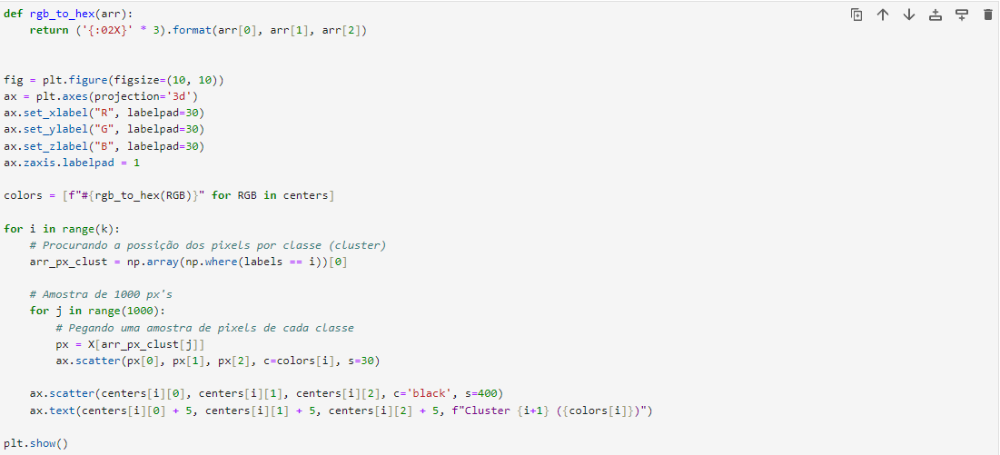 def rgb_to_hex(arr):
    return ('{:02X}' * 3).format(arr[0], arr[1], arr[2])
fig = plt.figure(figsize=(10, 10))
ax = plt.axes(projection='3d')
ax.set_xlabel("R", labelpad=30)
ax.set_ylabel("G", labelpad=30)
ax.set_zlabel("B", labelpad=30)
ax.zaxis.labelpad = 1
colors = [f"#{rgb_to_hex(RGB)}" for RGB in centers]
for i in range(k):
    # Procurando a possição dos pixels por classe (cluster)
    arr_px_clust = np.array(np.where(labels == i))[0]
    # Amostra de 1000 px's
    for j in range(1000):
        # Pegando uma amostra de pixels de cada classe
        px = X[arr_px_clust[j]]
        ax.scatter(px[0], px[1], px[2], c=colors[i], s=30)
    ax.scatter(centers[i][0], centers[i][1], centers[i][2], c='black', s=400)
    ax.text(centers[i][0] + 5, centers[i][1] + 5, centers[i][2] + 5, f"Cluster {i+1} ({colors[i]})")
plt.show()